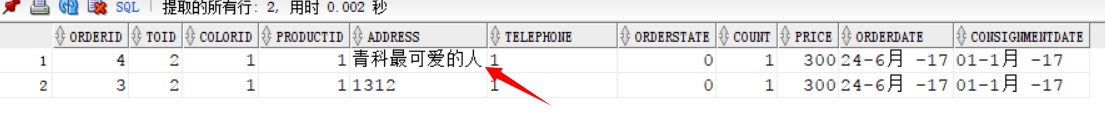 SQL | 提取的所有行: 2, 用时 0.002 秒
ORDERID TOID COLORID PRODUCTID ADDRESS TELEPHONE ORDERSTATE COUNT PRICE ORDERDATE CONSIGNMENTDATE
1 4 2 1 1 青科最可爱的人 1 0 1 300 24-6月 -17 01-1月 -17
2 3 2 1 1 1312 1 0 1 300 24-6月 -17 01-1月 -17